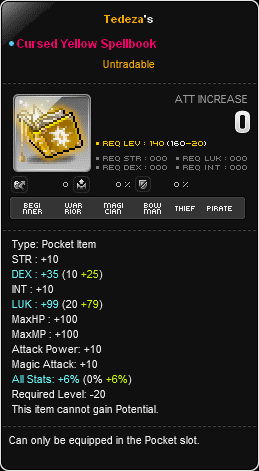 Tedeza's
Cursed Yellow Spellbook
Untradable
ATT INCREASE
0
REQ LEV : 140 (160-20)
REQ STR : 000 REQ LUK : 000
REQ DEX : 000 REQ INT : 000
0 0 % 0 %
BEGINNER WARRIOR MAGICIAN BOWMAN THIEF PIRATE
Type: Pocket Item
STR : +10
DEX : +35 (10 +25)
INT : +10
LUK : +99 (20 +79)
MaxHP : +100
MaxMP : +100
Attack Power: +10
Magic Attack: +10
All Stats: +6% (0% +6%)
Required Level: -20
This item cannot gain Potential.
Can only be equipped in the Pocket slot.